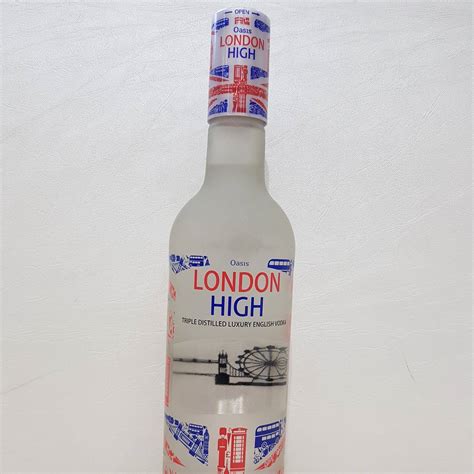 OPEN
Oasis
LONDON
HIGH
Oasis
LONDON
HIGH
TRIPLE DISTILLED LUXURY ENGLISH VODKA